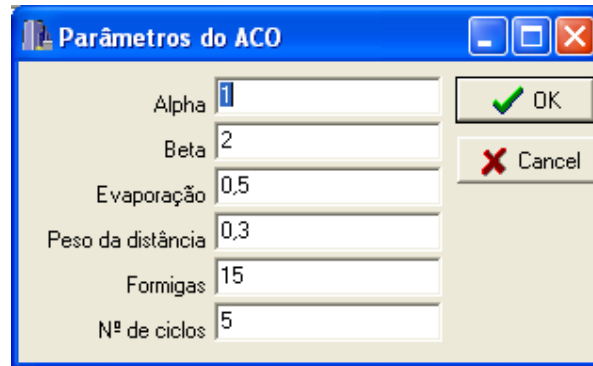 Parâmetros do ACO
Alpha 1
OK
Beta 2
Cancel
Evaporação 0,5
Peso da distância 0,3
Formigas 15
Nº de ciclos 5